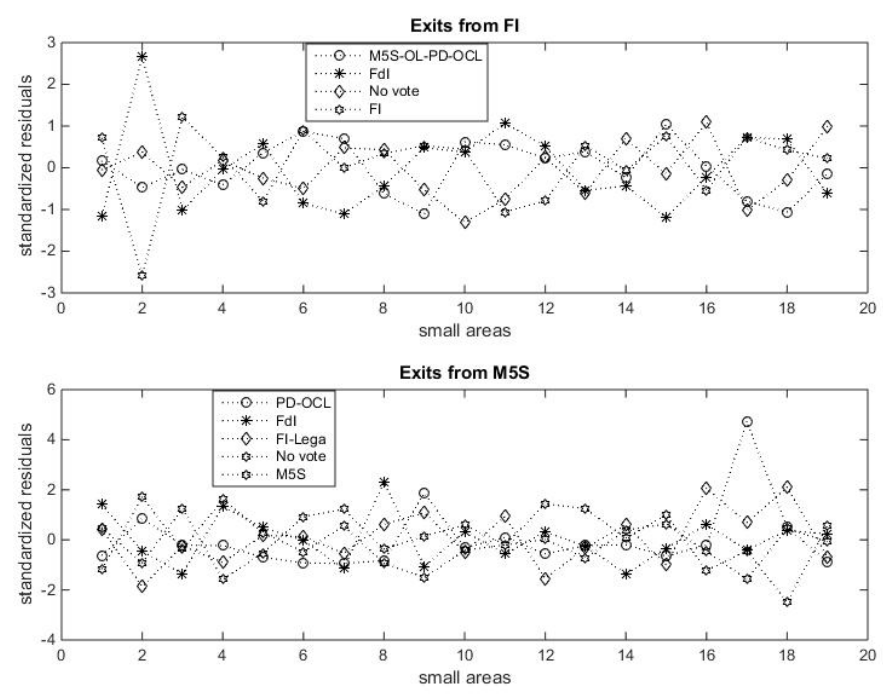 Exits from FI
3
2
1
0
-1
-2
-3
standardized residuals
M5S-OL-PD-OCL
FdI
No vote
FI
0 2 4 6 8 10 12 14 16 18 20
small areas
Exits from M5S
6
4
2
0
-2
-4
standardized residuals
PD-OCL
FdI
FI-Lega
No vote
M5S
0 2 4 6 8 10 12 14 16 18 20
small areas